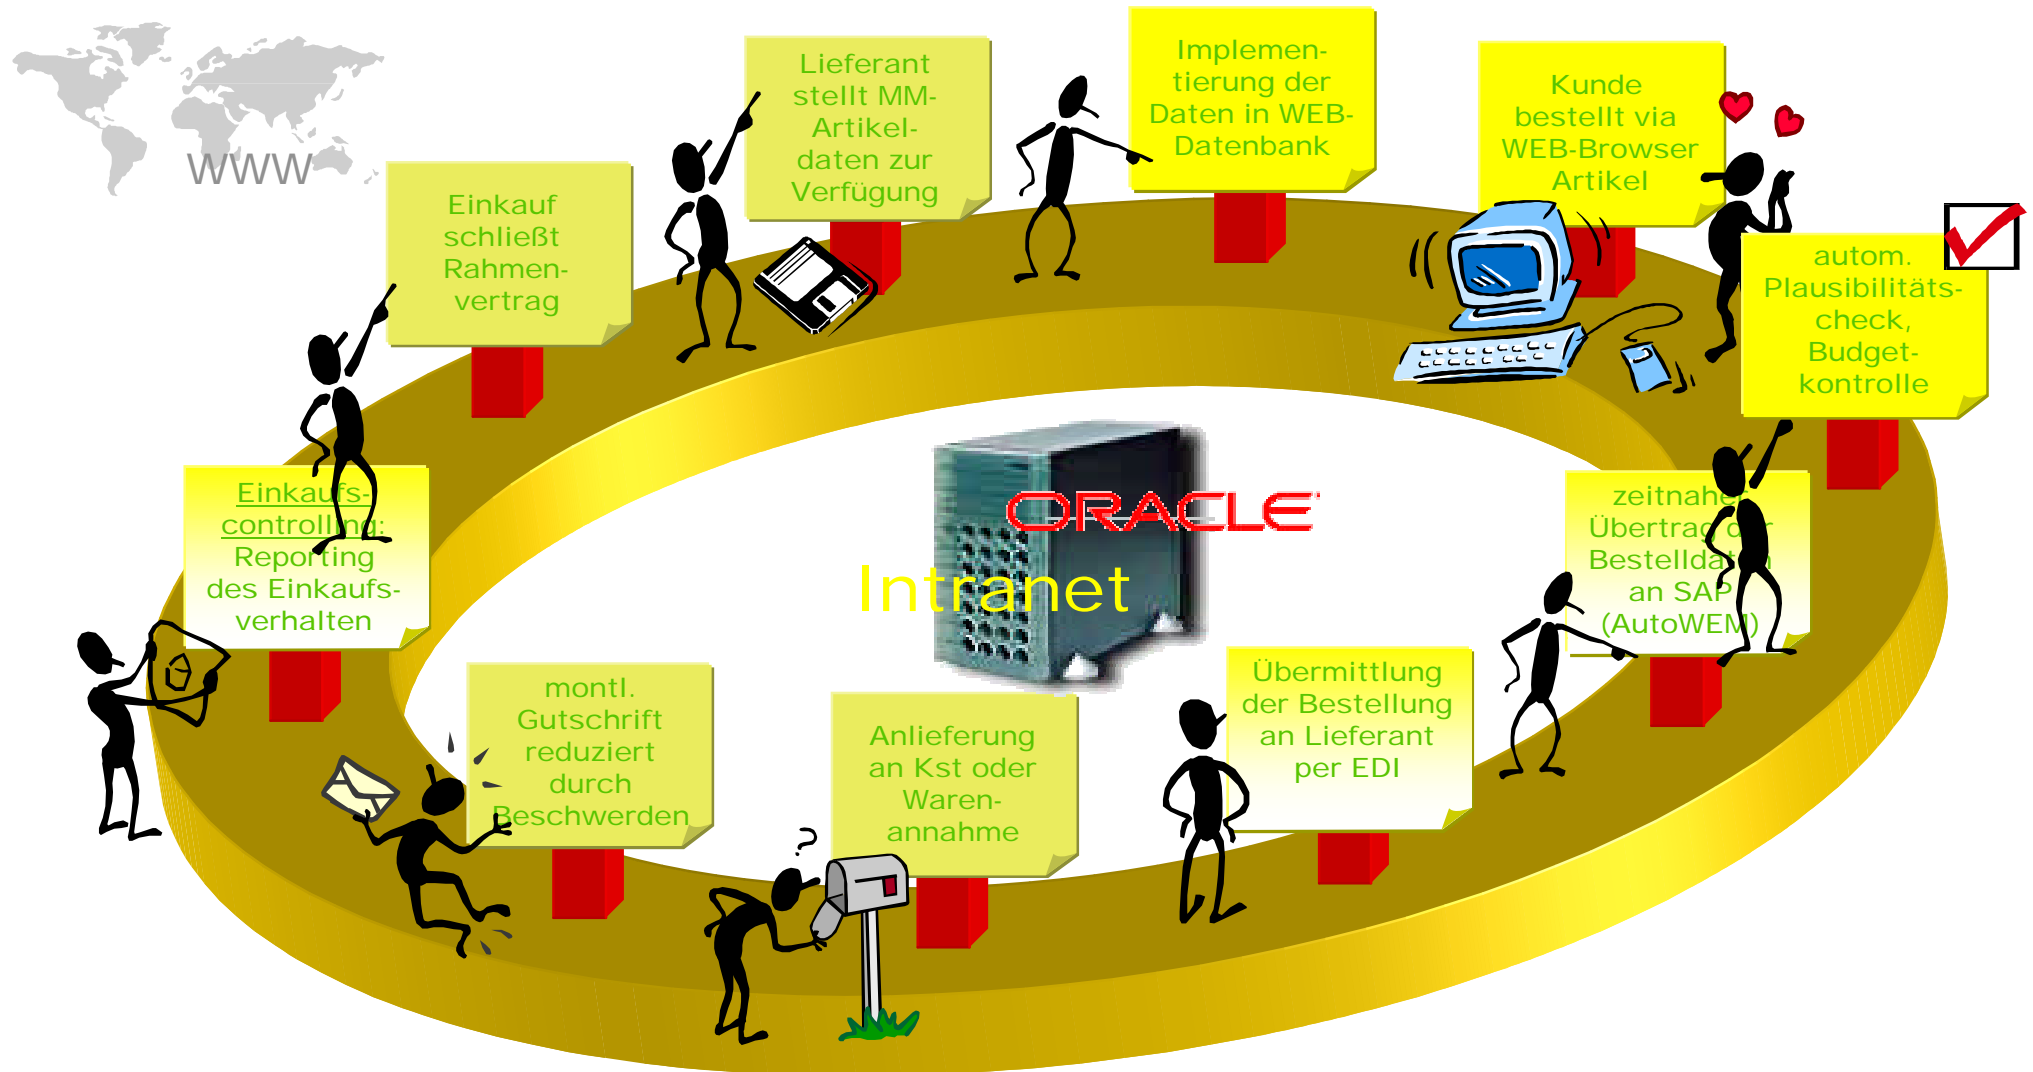 WWW
Einkauf
schließt
Rahmen-
vertrag
Lieferant
stellt MM-
Artikel-
daten zur
Verfügung
Implemen-
tierung der
Daten in WEB-
Datenbank
Kunde
bestellt via
WEB-Browser
Artikel
autom.
Plausibilitäts-
check,
Budget-
kontrolle
zeitnaher
Übertrag der
Bestelldaten
an SAP
(AutoWEM)
Übermittlung
der Bestellung
an Lieferant
per EDI
Anlieferung
an Kst oder
Waren-
annahme
montl.
Gutschrift
reduziert
durch
Beschwerden
Einkaufs-
controlling:
Reporting
des Einkaufs-
verhalten
ORACLE
Intranet
?